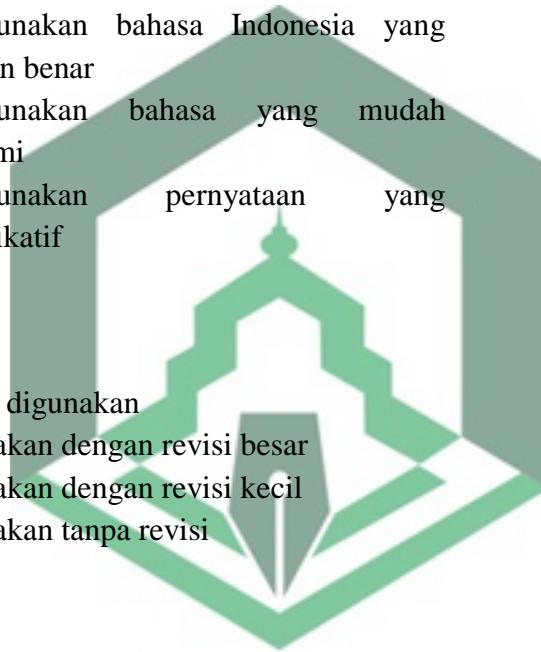 unakan bahasa Indonesia yang
n benar
unakan bahasa yang mudah
mi
unakan pernyataan yang
ikatif
digunakan
akan dengan revisi besar
akan dengan revisi kecil
akan tanpa revisi